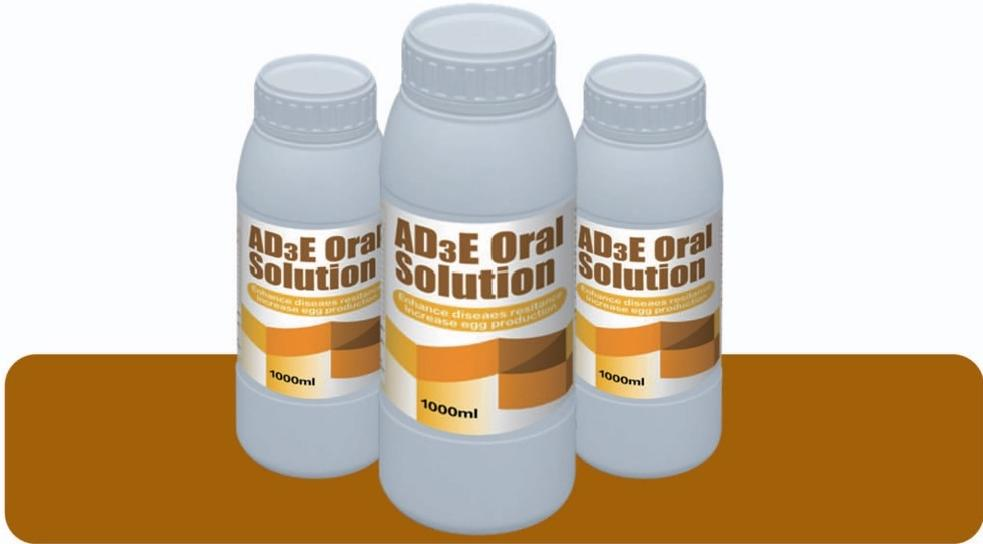 AD3E Oral
Solution
Enhance diseaes resitance
increase egg production
1000ml
AD3E Oral
Solution
Enhance diseaes resitance
increase egg production
1000ml
AD3E Oral
Solution
Enhance diseaes resitance
increase egg production
1000ml